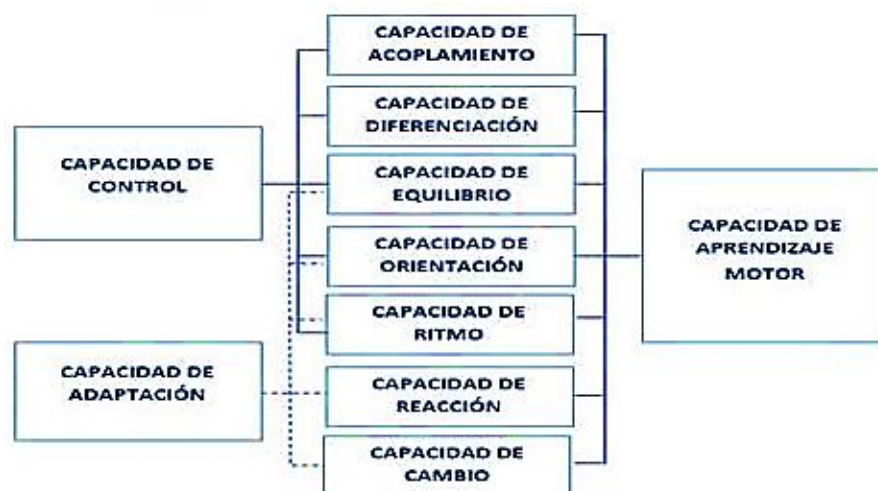 CAPACIDAD DE
CONTROL
CAPACIDAD DE
ADAPTACIÓN
CAPACIDAD DE
ACOPLAMIENTO
CAPACIDAD DE
DIFERENCIACIÓN
CAPACIDAD DE
EQUILIBRIO
CAPACIDAD DE
ORIENTACIÓN
CAPACIDAD DE
RITMO
CAPACIDAD DE
REACCIÓN
CAPACIDAD DE
CAMBIO
CAPACIDAD DE
APRENDIZAJE
MOTOR